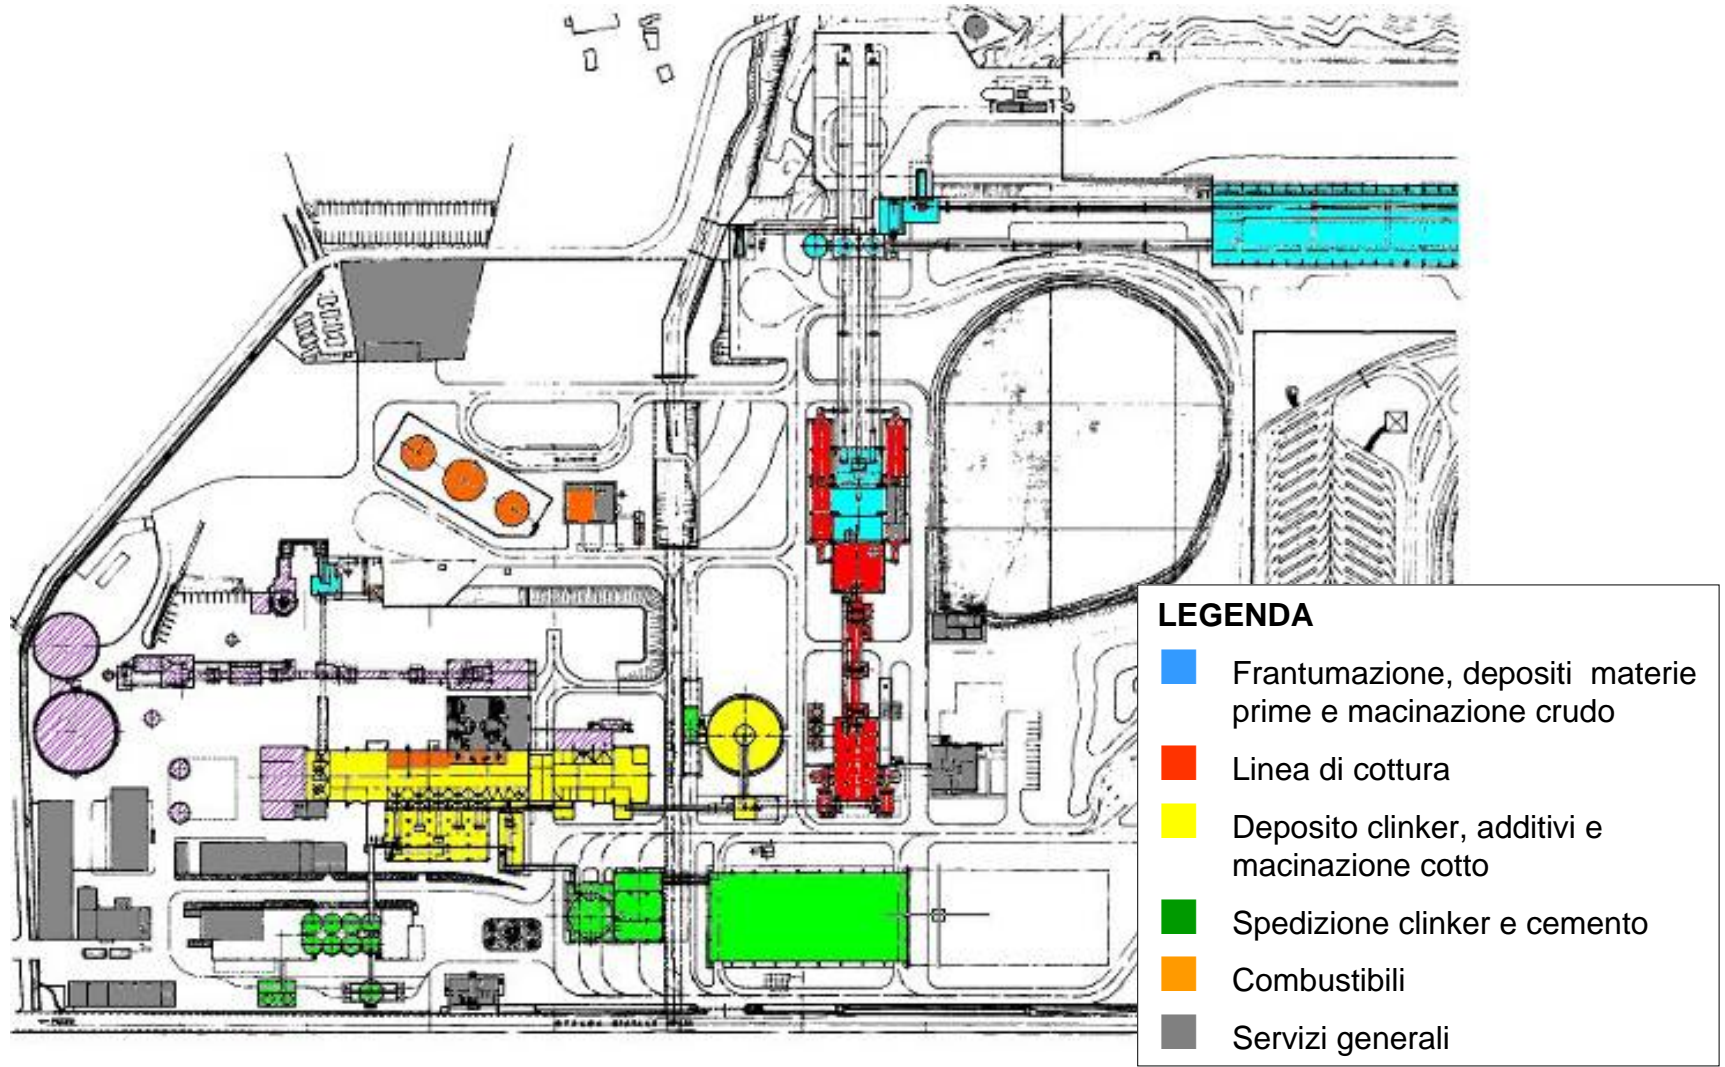 LEGENDA
Frantumazione, depositi materie
prime e macinazione crudo
Linea di cottura
Deposito clinker, additivi e
macinazione cotto
Spedizione clinker e cemento
Combustibili
Servizi generali